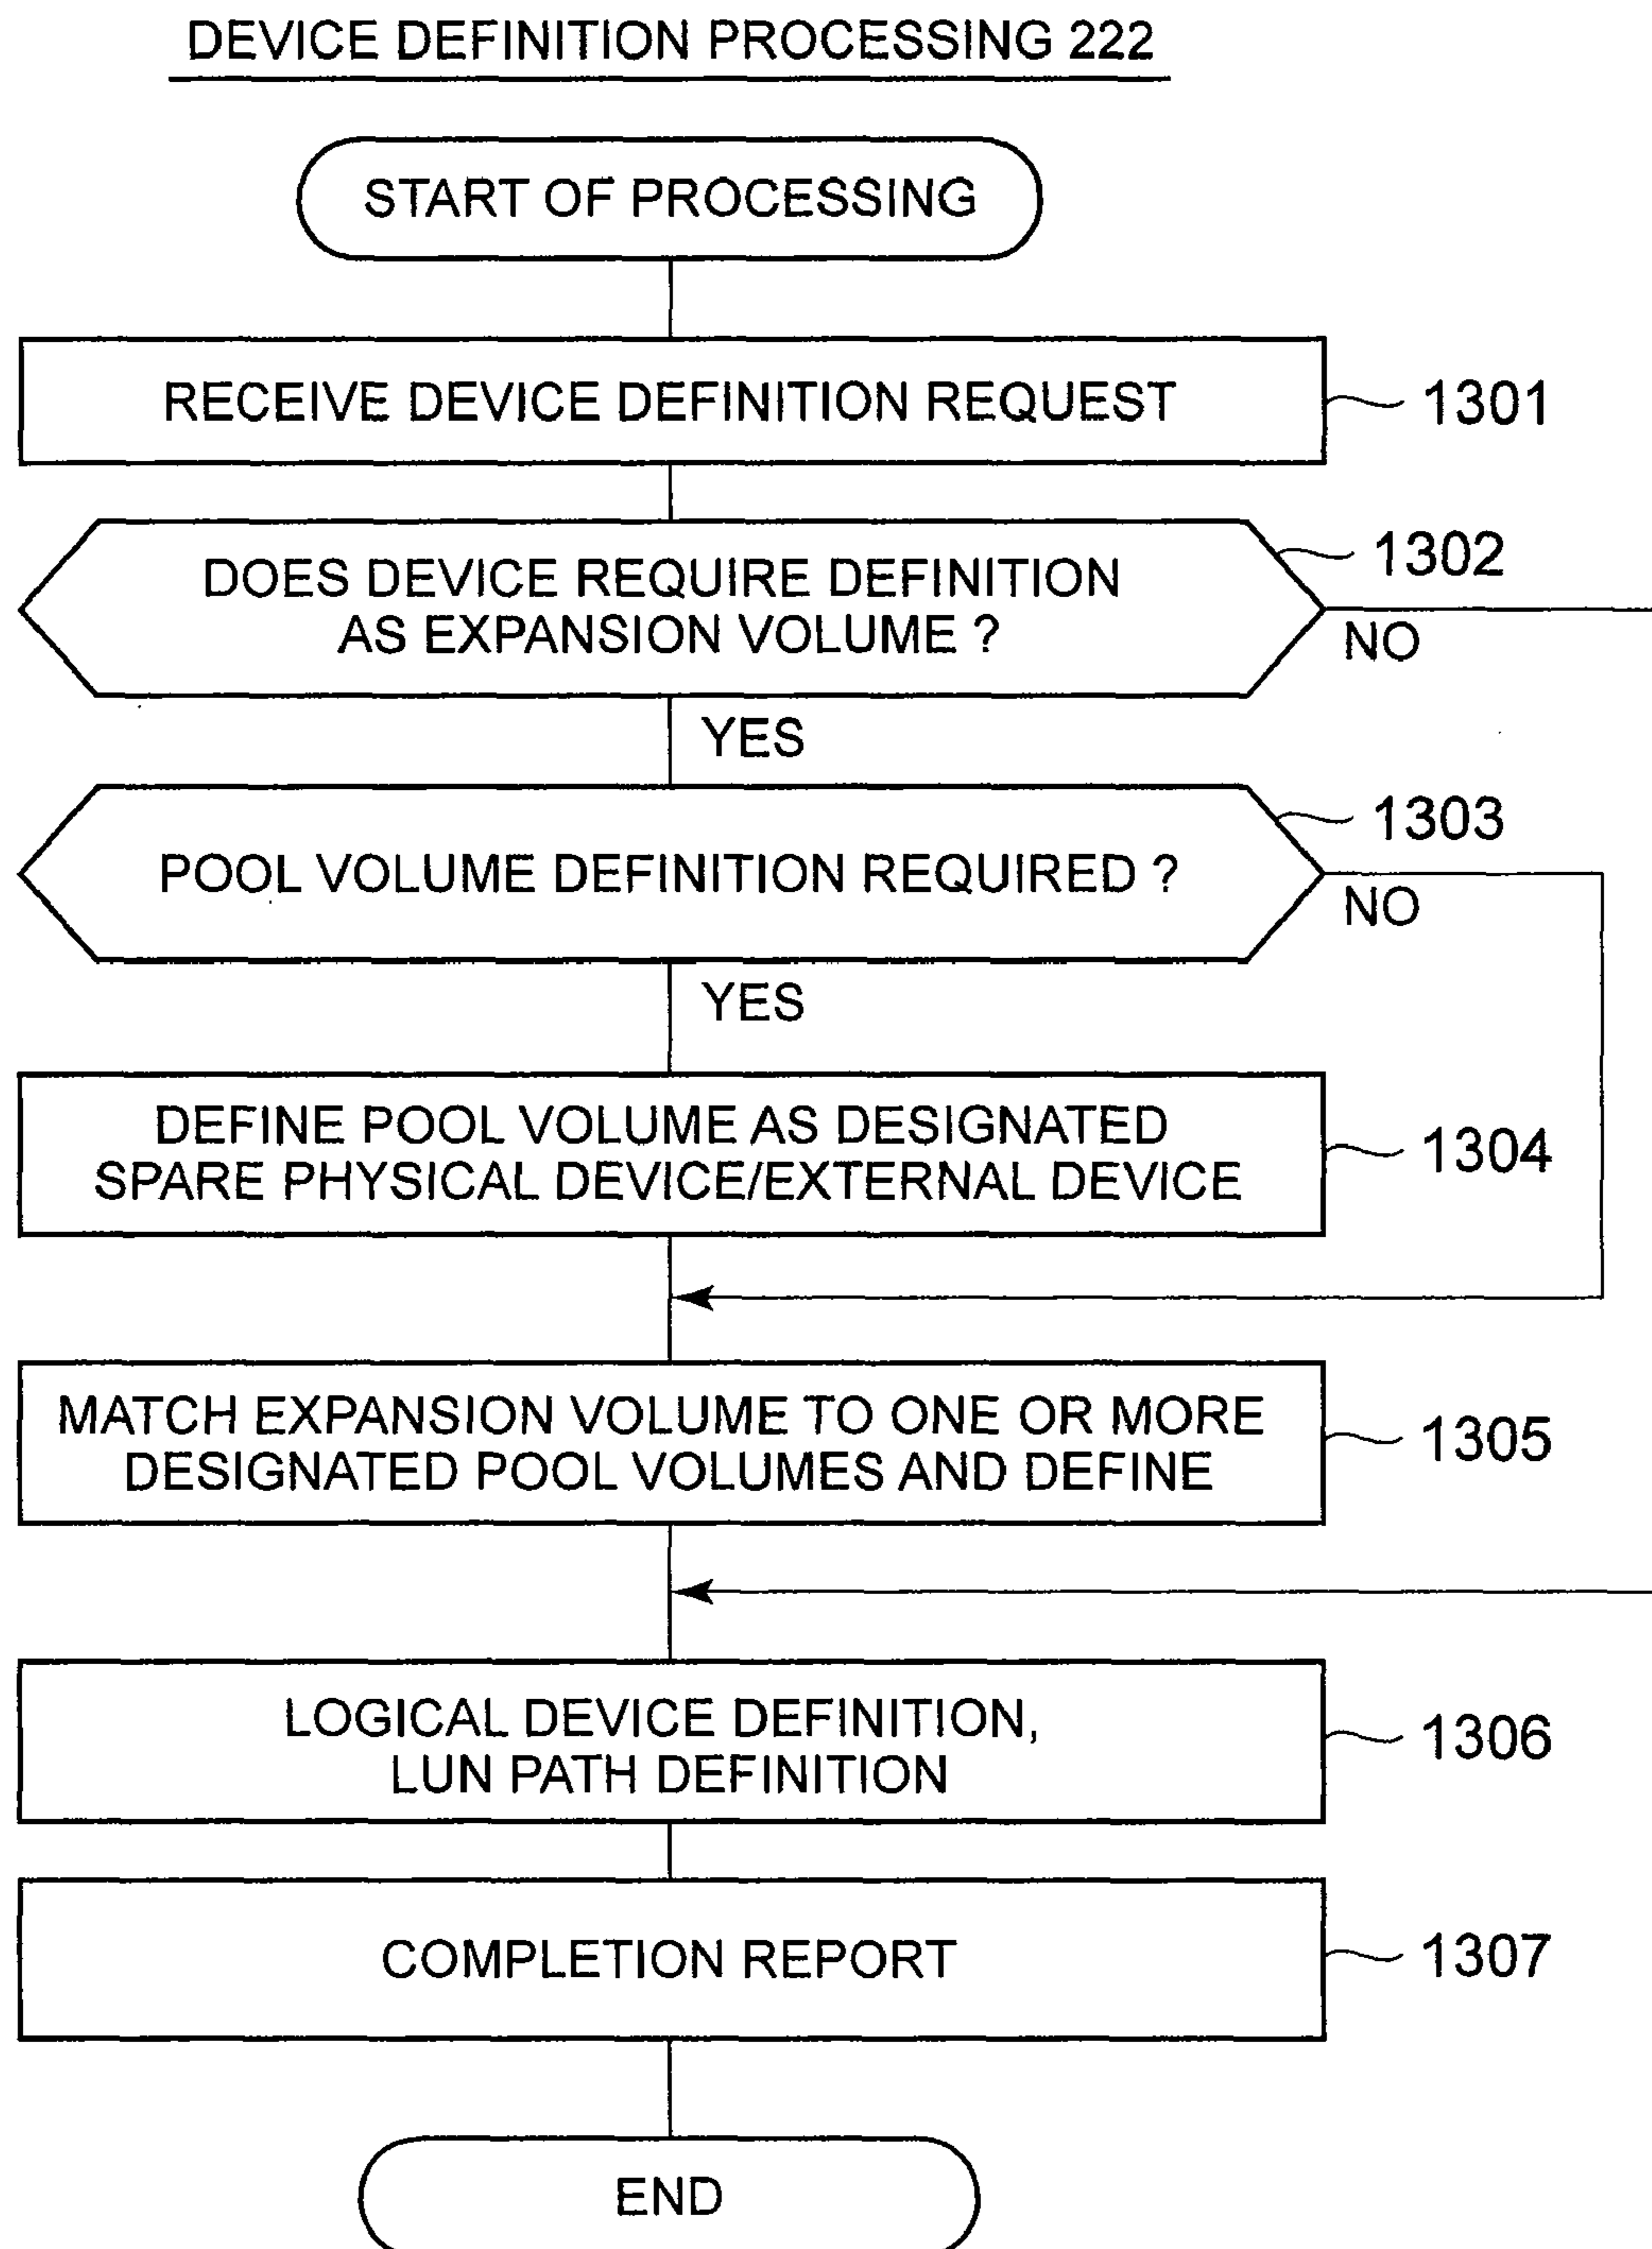 DEVICE DEFINITION PROCESSING 222
START OF PROCESSING
RECEIVE DEVICE DEFINITION REQUEST
1301
DOES DEVICE REQUIRE DEFINITION
AS EXPANSION VOLUME ?
1302
NO
YES
POOL VOLUME DEFINITION REQUIRED ?
1303
NO
YES
DEFINE POOL VOLUME AS DESIGNATED
SPARE PHYSICAL DEVICE/EXTERNAL DEVICE
1304
MATCH EXPANSION VOLUME TO ONE OR MORE
DESIGNATED POOL VOLUMES AND DEFINE
1305
LOGICAL DEVICE DEFINITION,
LUN PATH DEFINITION
1306
COMPLETION REPORT
1307
END